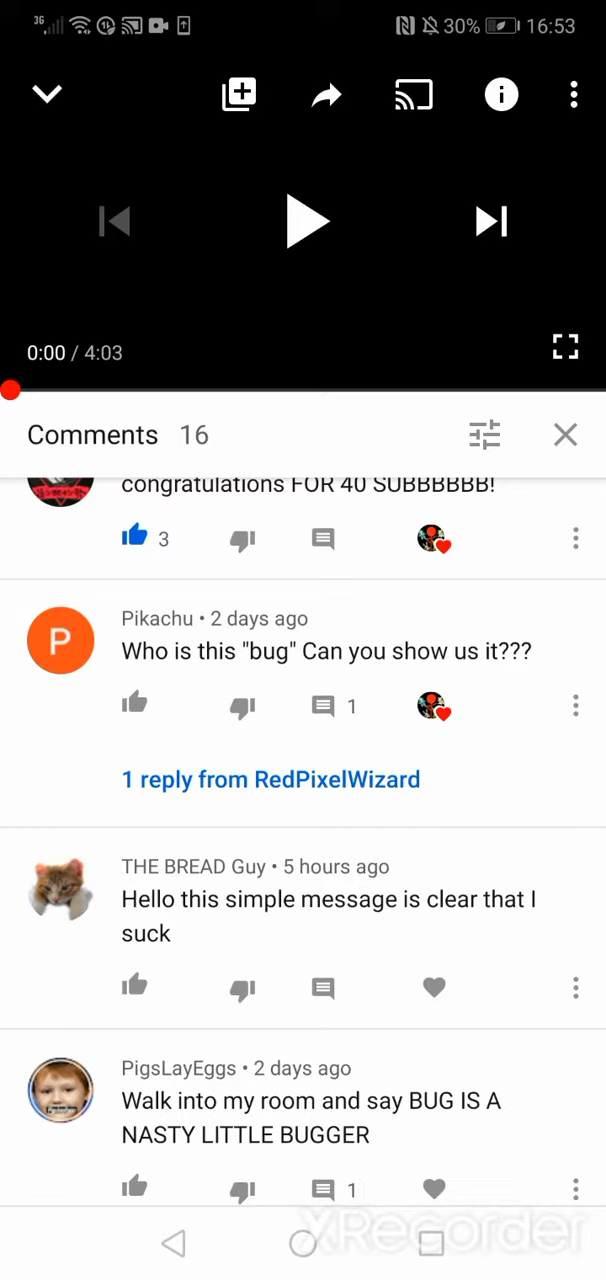 3G 30% 16:53
0:00 / 4:03
Comments 16
congratulations FOR 40 SUBBBBBB!
3
P
Pikachu • 2 days ago
Who is this "bug" Can you show us it???
1
1 reply from RedPixelWizard
THE BREAD Guy • 5 hours ago
Hello this simple message is clear that I
suck
PigsLayEggs • 2 days ago
Walk into my room and say BUG IS A
NASTY LITTLE BUGGER
1
XRecorder